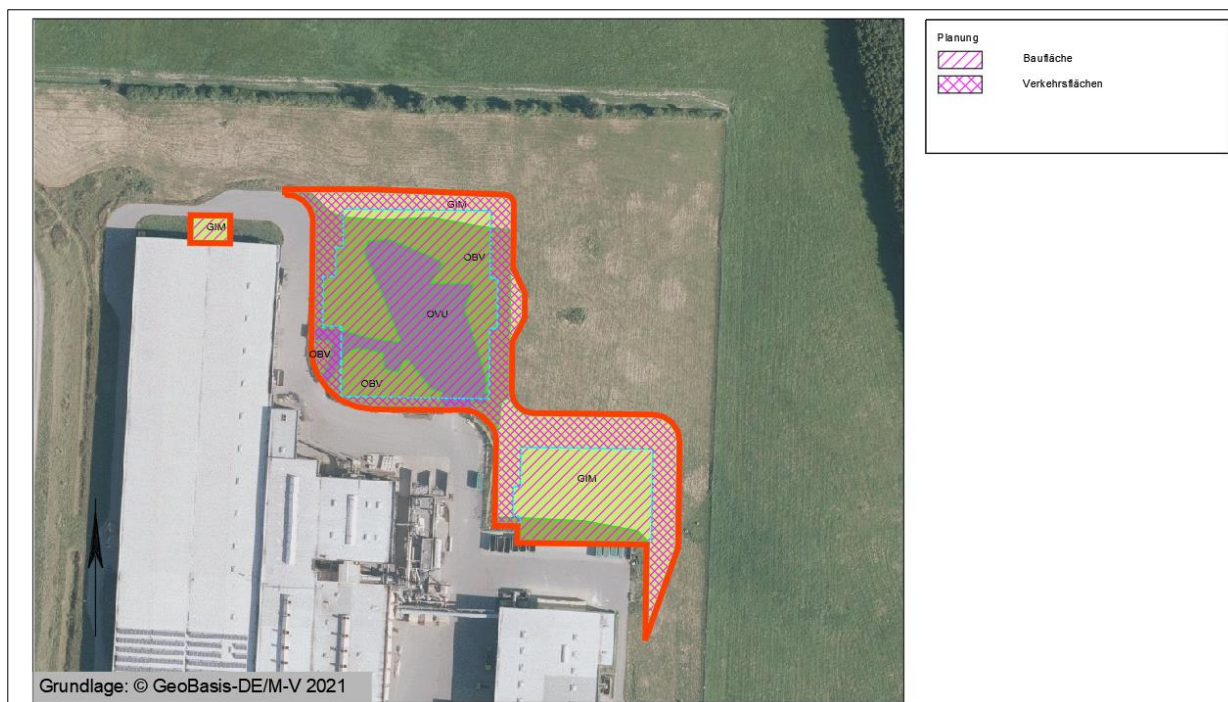 Planung
Baufläche
Verkehrsflächen
GIM
GIM
OBV
OVU
OBV
OBV
GIM
Grundlage: © GeoBasis-DE/M-V 2021